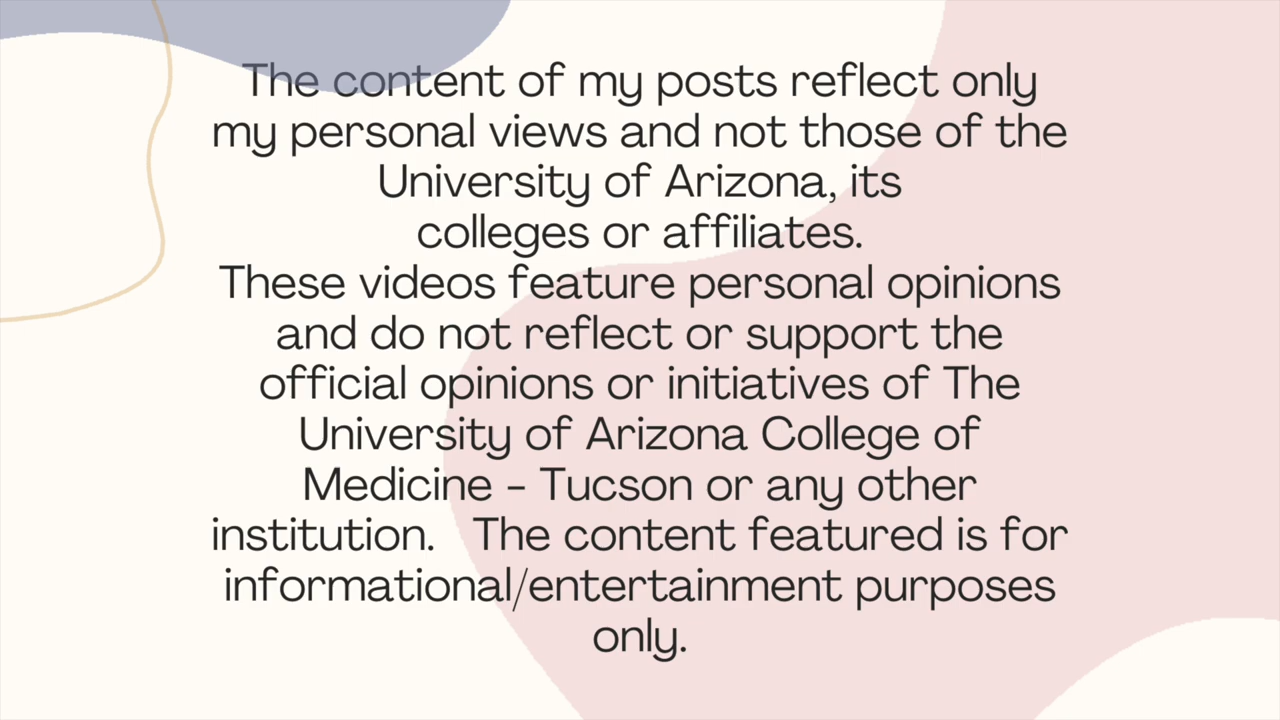 The content of my posts reflect only
my personal views and not those of the
University of Arizona, its
colleges or affiliates.
These videos feature personal opinions
and do not reflect or support the
official opinions or initiatives of The
University of Arizona College of
Medicine - Tucson or any other
institution.   The content featured is for
informational/entertainment purposes
only.